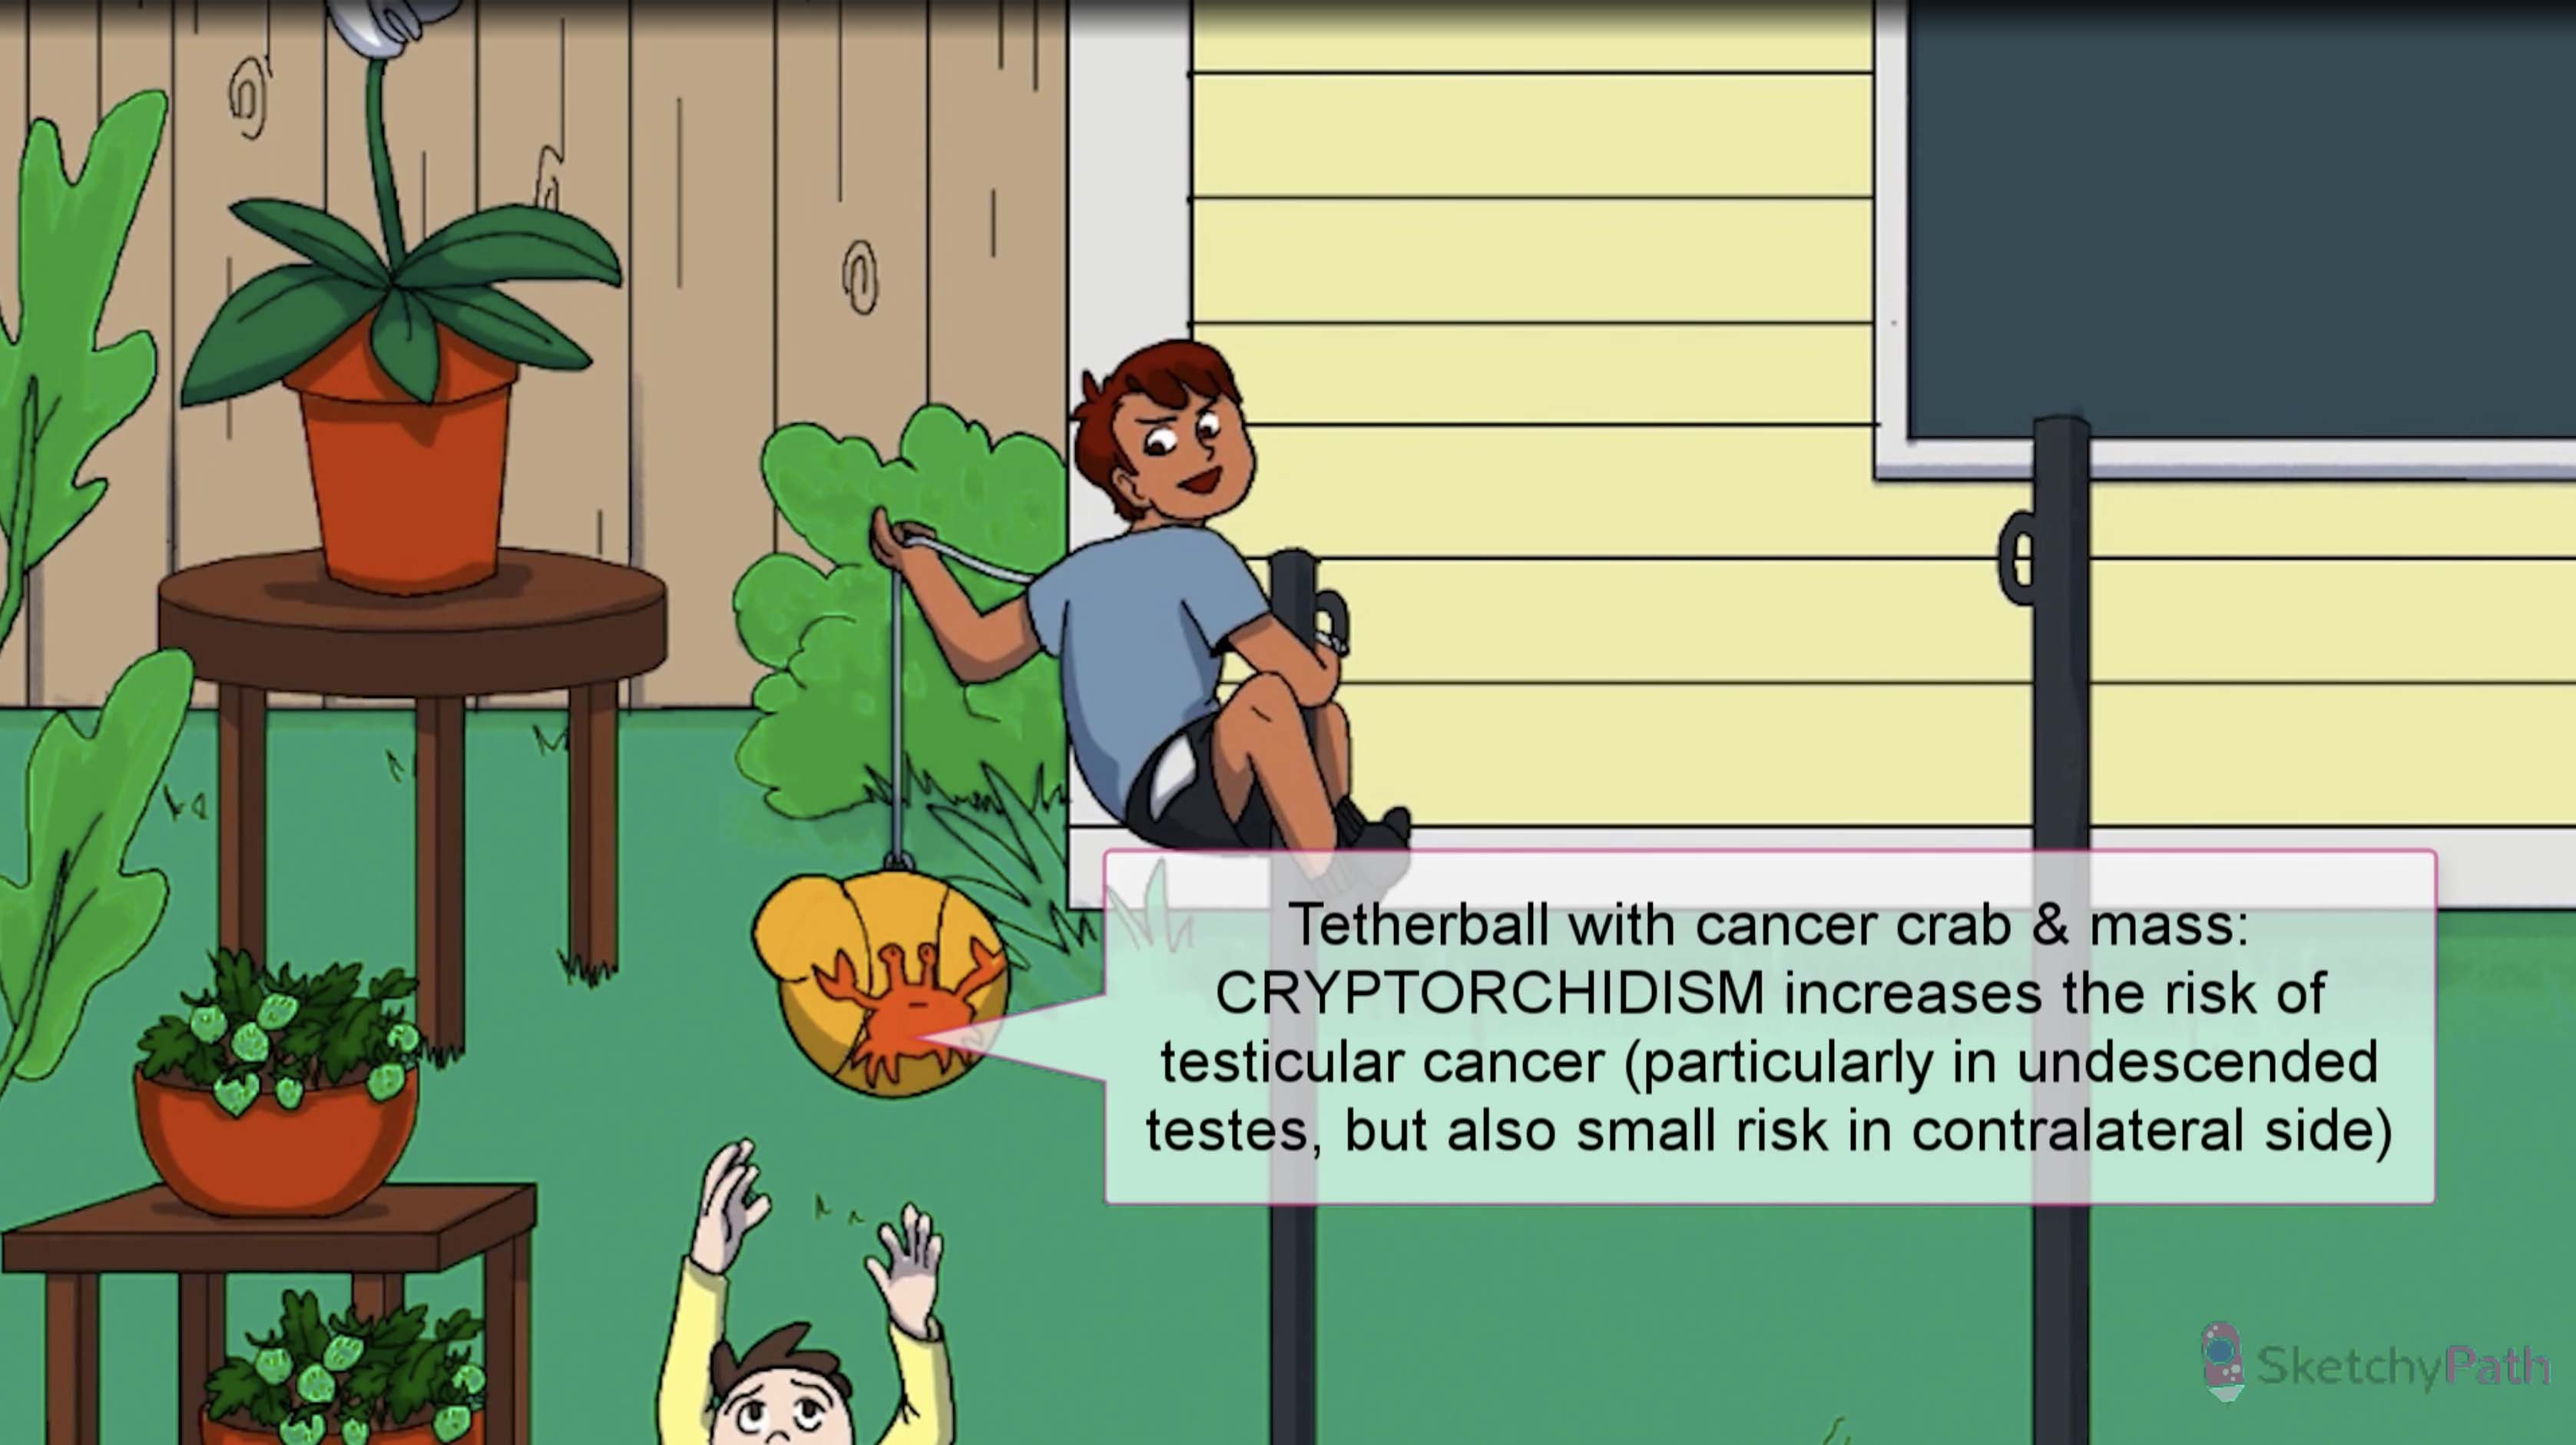 Tetherball with cancer crab & mass:
CRYPTORCHIDISM increases the risk of
testicular cancer (particularly in undescended
testes, but also small risk in contralateral side)
SketchyPath